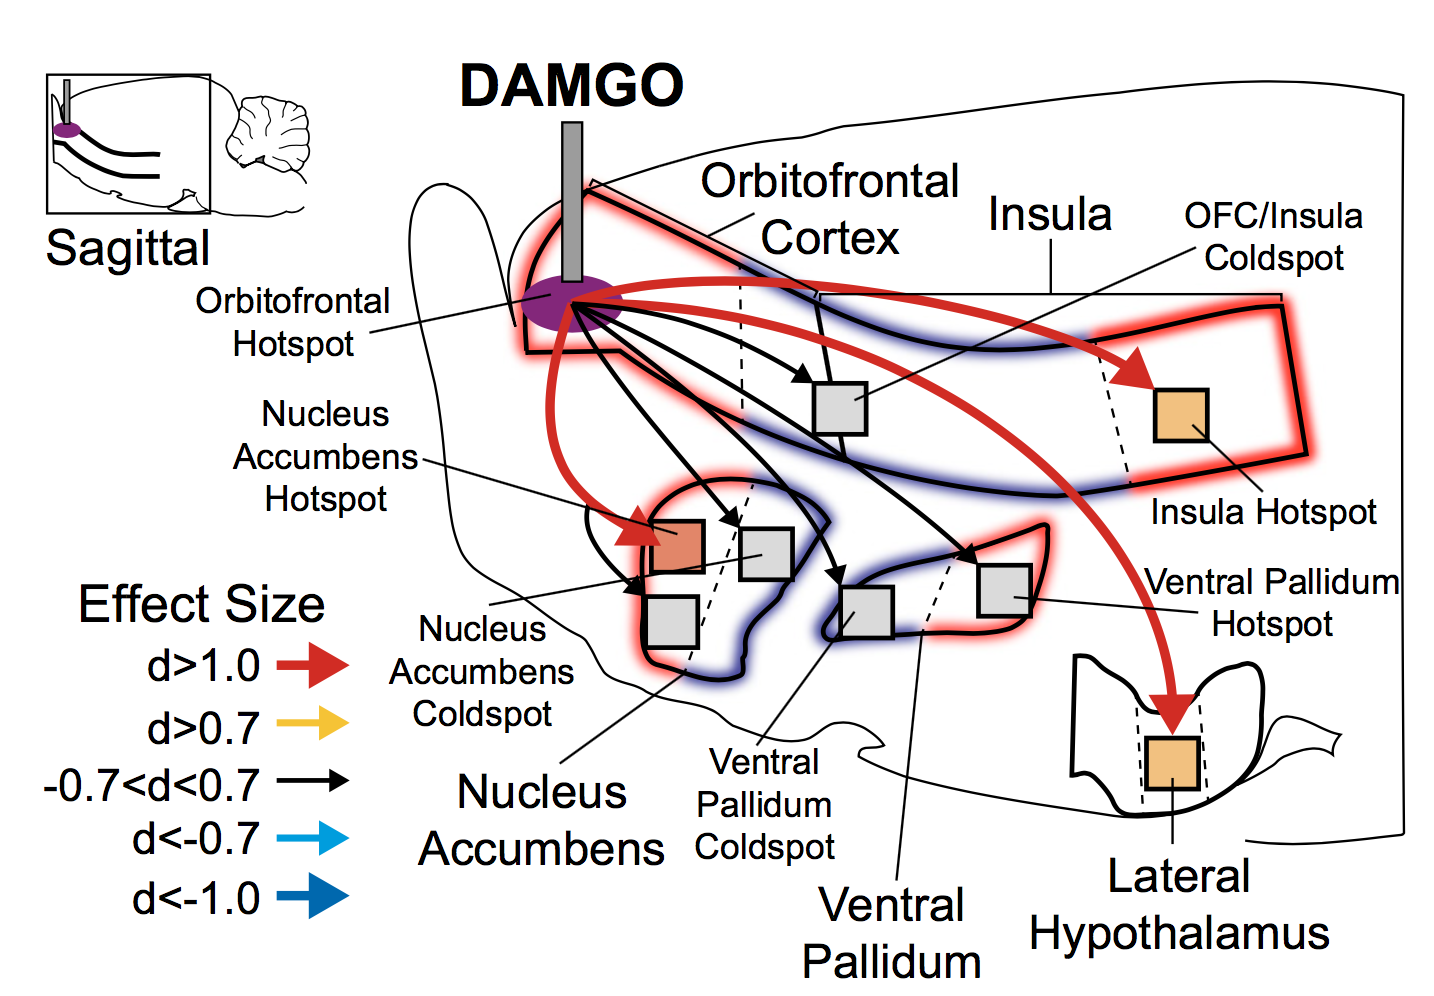 DAMGO
Sagittal
Orbitofrontal
Cortex
Insula
OFC/Insula
Coldspot
Orbitofrontal
Hotspot
Nucleus
Accumbens
Hotspot
Insula Hotspot
Ventral Pallidum
Hotspot
Effect Size
d>1.0
d>0.7
-0.7<d<0.7
d<-0.7
d<-1.0
Nucleus
Accumbens
Coldspot
Nucleus
Accumbens
Ventral
Pallidum
Coldspot
Ventral
Pallidum
Lateral
Hypothalamus